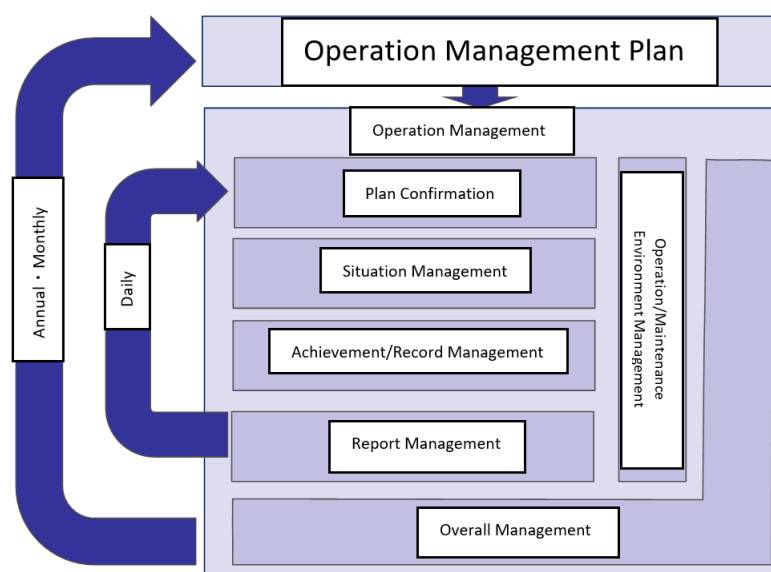 Operation Management Plan
Operation Management
Plan Confirmation
Situation Management
Achievement/Record Management
Report Management
Overall Management
Operation/Maintenance
Environment Management
Daily
Annual・Monthly